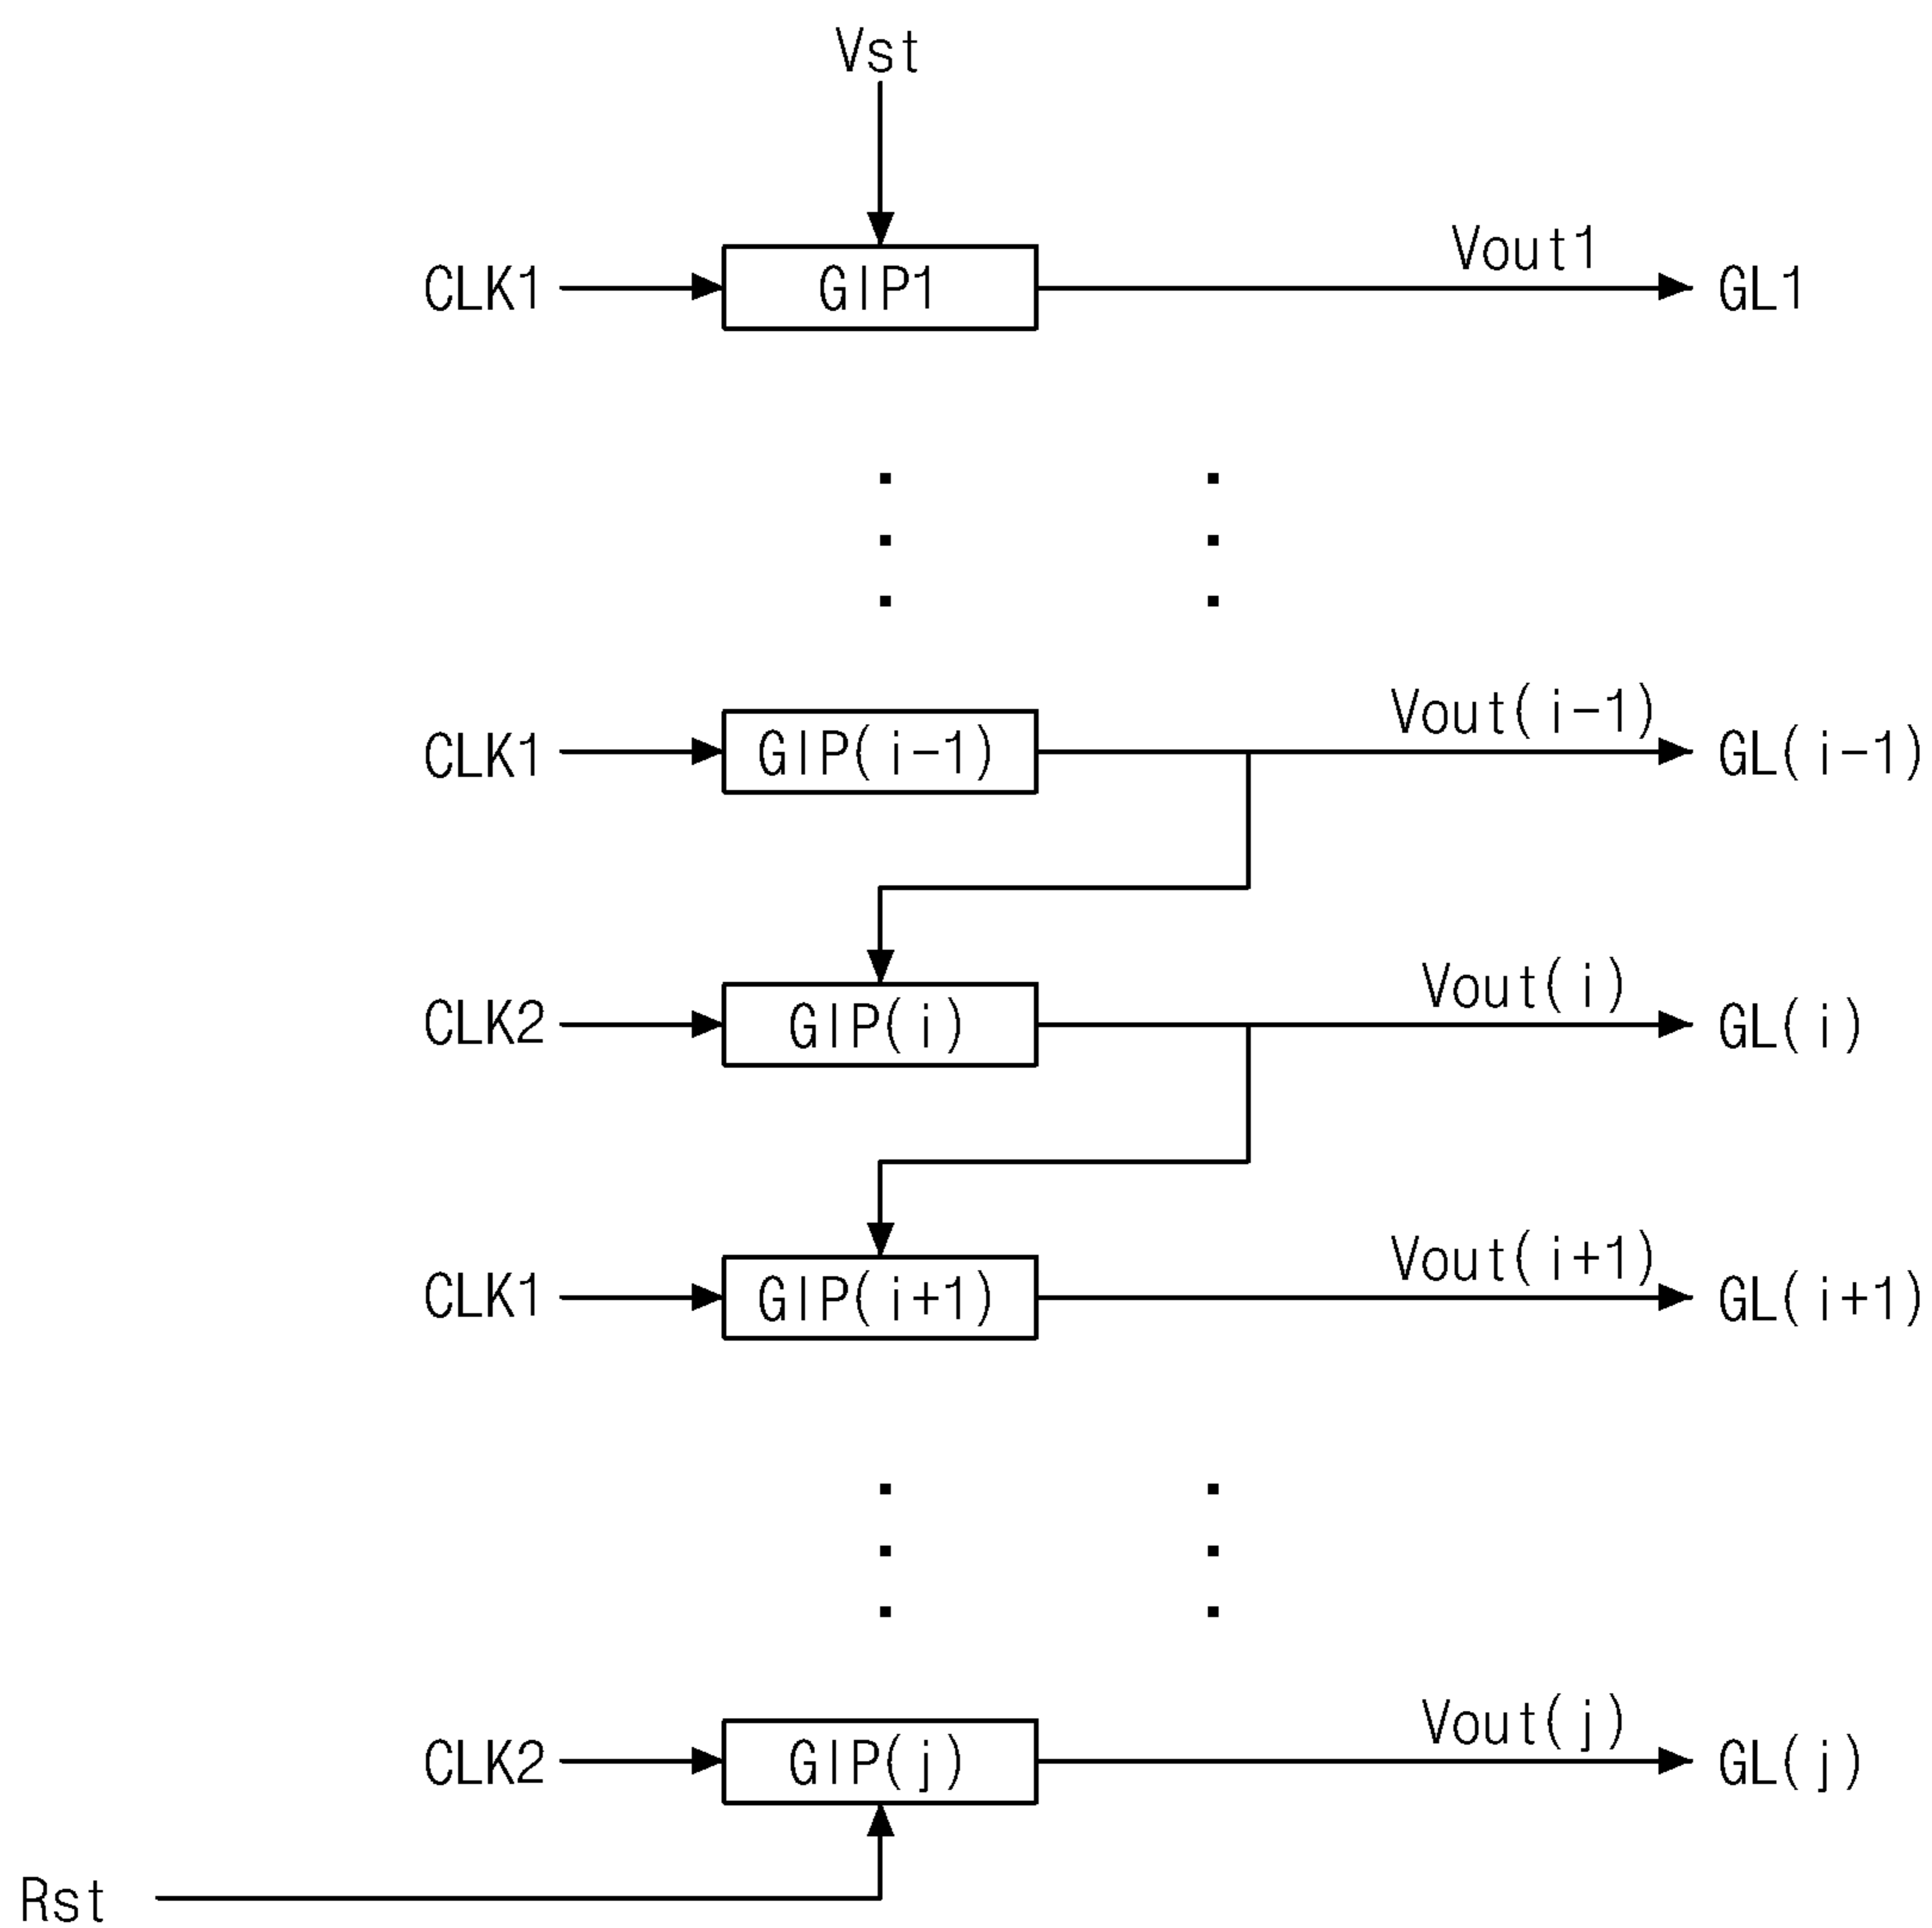 Vst
CLK1 GIP1 Vout1 GL1
CLK1 GIP(i-1) Vout(i-1) GL(i-1)
CLK2 GIP(i) Vout(i) GL(i)
CLK1 GIP(i+1) Vout(i+1) GL(i+1)
CLK2 GIP(j) Vout(j) GL(j)
Rst